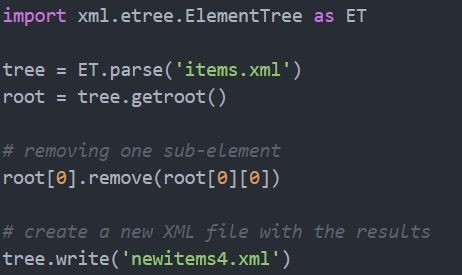 import xml.etree.ElementTree as ET
tree = ET.parse('items.xml')
root = tree.getroot()
# removing one sub-element
root[0].remove(root[0][0])
# create a new XML file with the results
tree.write('newitems4.xml')